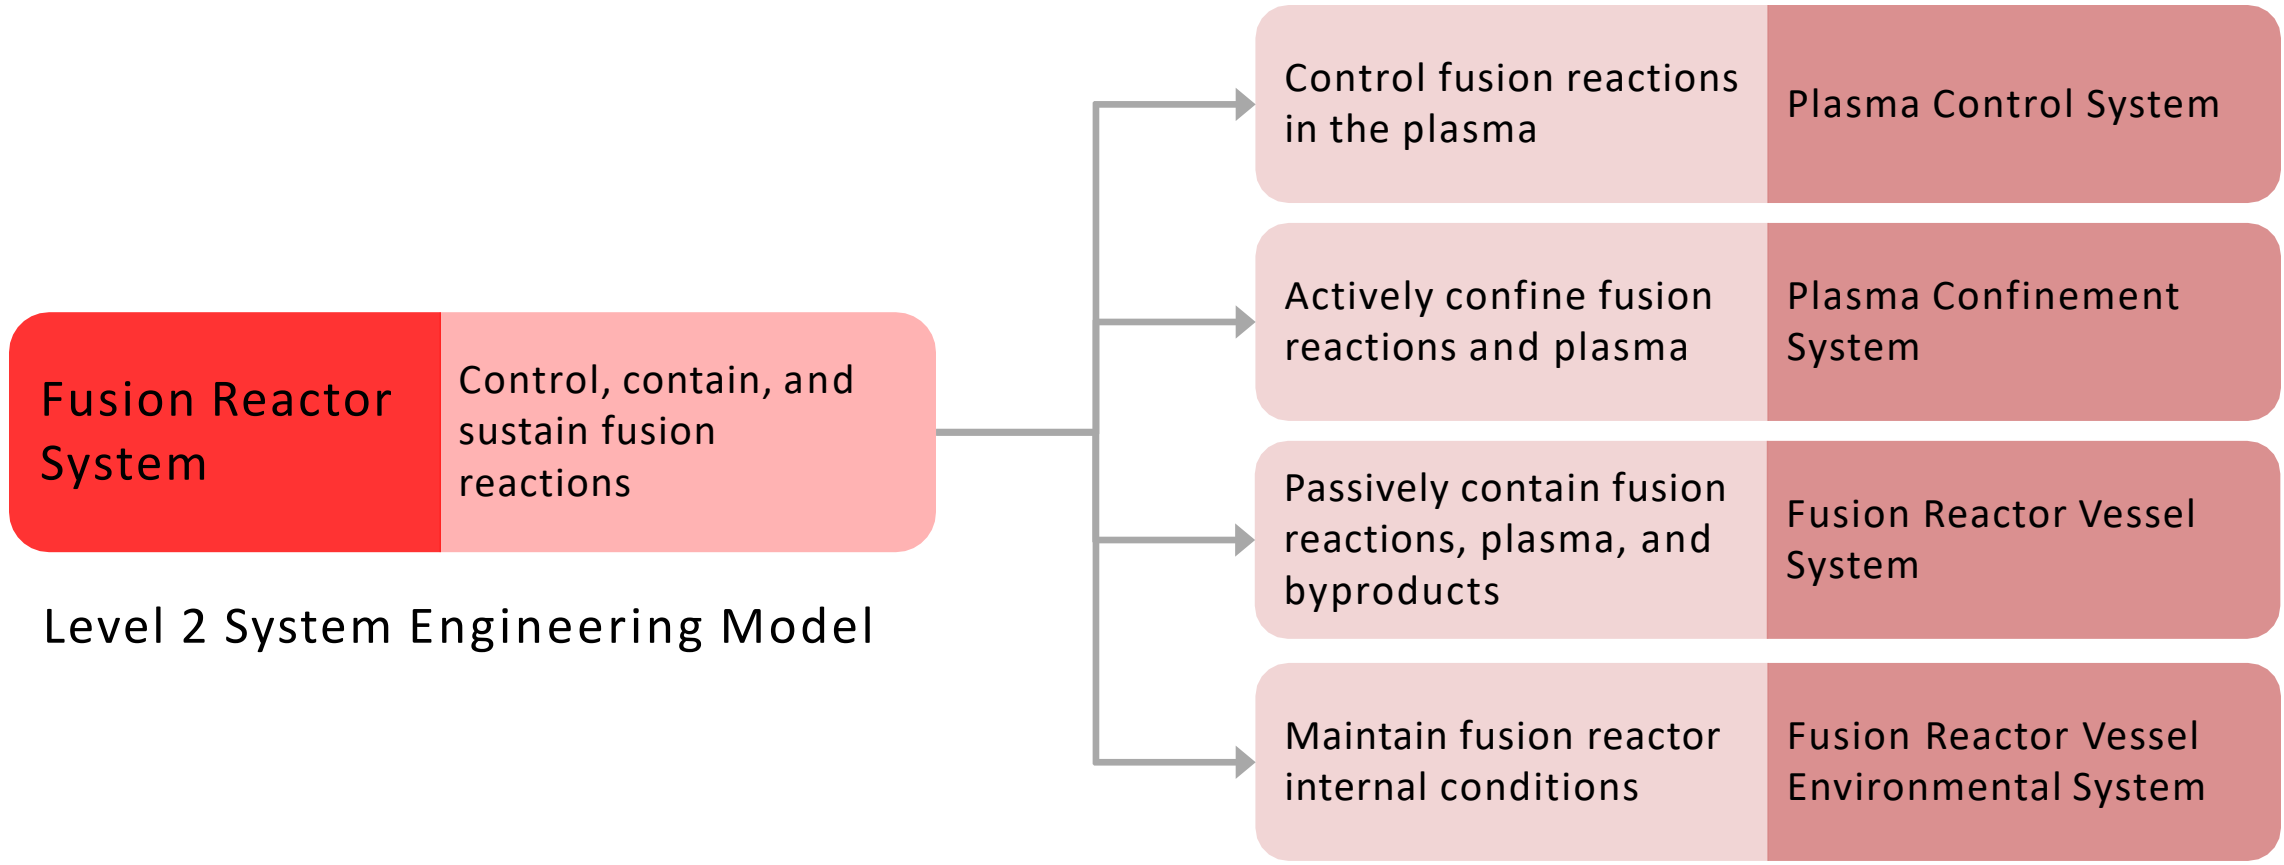 Fusion Reactor
System
Control, contain, and
sustain fusion
reactions
Level 2 System Engineering Model
Control fusion reactions
in the plasma
Plasma Control System
Actively confine fusion
reactions and plasma
Plasma Confinement
System
Passively contain fusion
reactions, plasma, and
byproducts
Fusion Reactor Vessel
System
Maintain fusion reactor
internal conditions
Fusion Reactor Vessel
Environmental System